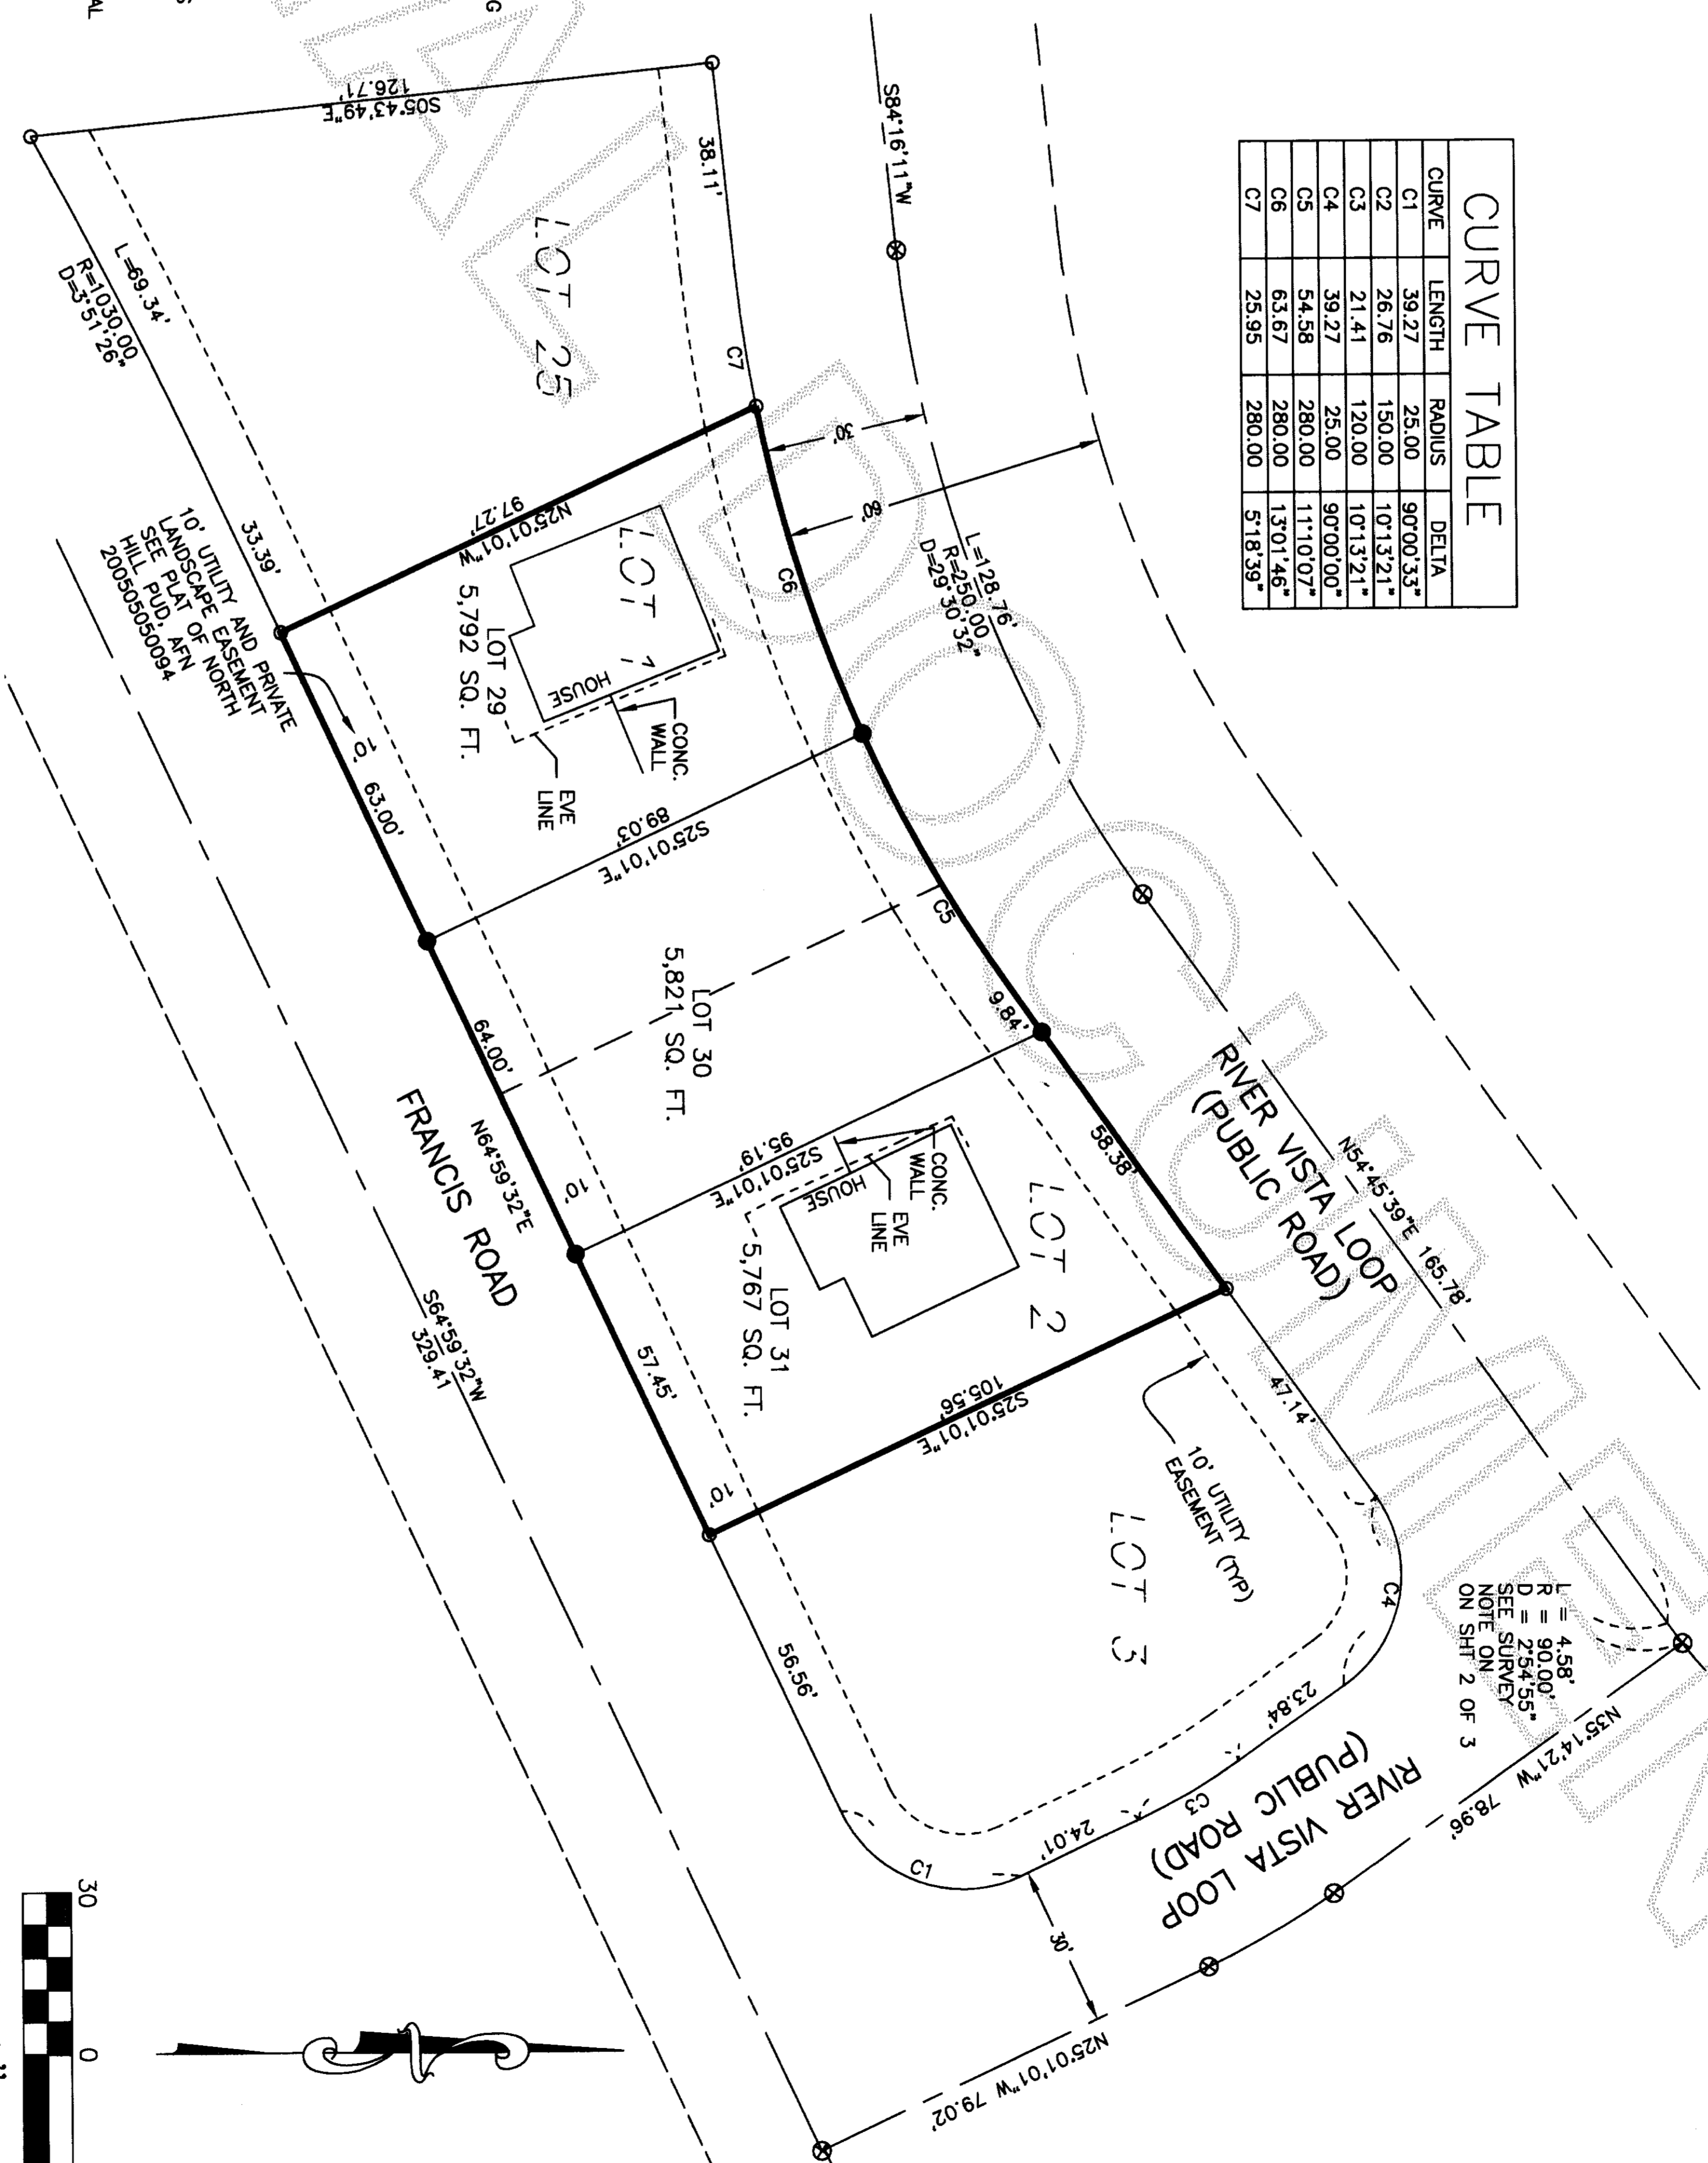 CURVE TABLE
CURVE LENGTH RADIUS DELTA
C1 39.27 25.00 90°00'33"
C2 26.76 150.00 10°13'21"
C3 21.41 120.00 10°13'21"
C4 39.27 25.00 90°00'00"
C5 54.58 280.00 11°10'07"
C6 63.67 280.00 13°01'46"
C7 25.95 280.00 5°18'39"
S84°16'11"W
L=128.76'
R=250.00
D=29°30'32"
RIVER VISTA LOOP
(PUBLIC ROAD)
N54°45'39"E 165.78'
L = 4.58'
R = 90.00'
D = 2°54'55"
SEE SURVEY
NOTE ON
ON SHT 2 OF 3
N35°14'21"W 78.96'
30'
60'
38.11'
C7
C6
C5
9.84'
58.38'
47.14'
C4
23.84'
C3
24.01'
C1
RIVER VISTA LOOP
(PUBLIC ROAD)
30'
N25°01'01"W 79.02'
S05°43'49"E
126.71'
LOT 25
L=69.34'
R=1030.00
D=3°51'26"
33.39'
N25°01'01"W
97.27'
LOT 1
HOUSE
CONC.
WALL
EVE
LINE
LOT 29
5,792 SQ. FT.
S25°01'01"E
89.03'
LOT 30
5,821 SQ. FT.
S25°01'01"E
95.19'
LOT 2
CONC.
WALL
EVE
LINE
HOUSE
LOT 31
5,767 SQ. FT.
S25°01'01"E
105.56'
10' UTILITY
EASEMENT (TYP)
LOT 3
10' UTILITY AND PRIVATE
LANDSCAPE EASEMENT
SEE PLAT OF NORTH
HILL PUD, AFN
200505050094
10'
63.00'
64.00'
N64°59'32"E
10'
57.45'
10'
56.56'
FRANCIS ROAD
S64°59'32"W
329.41
30 0
G
S
AL